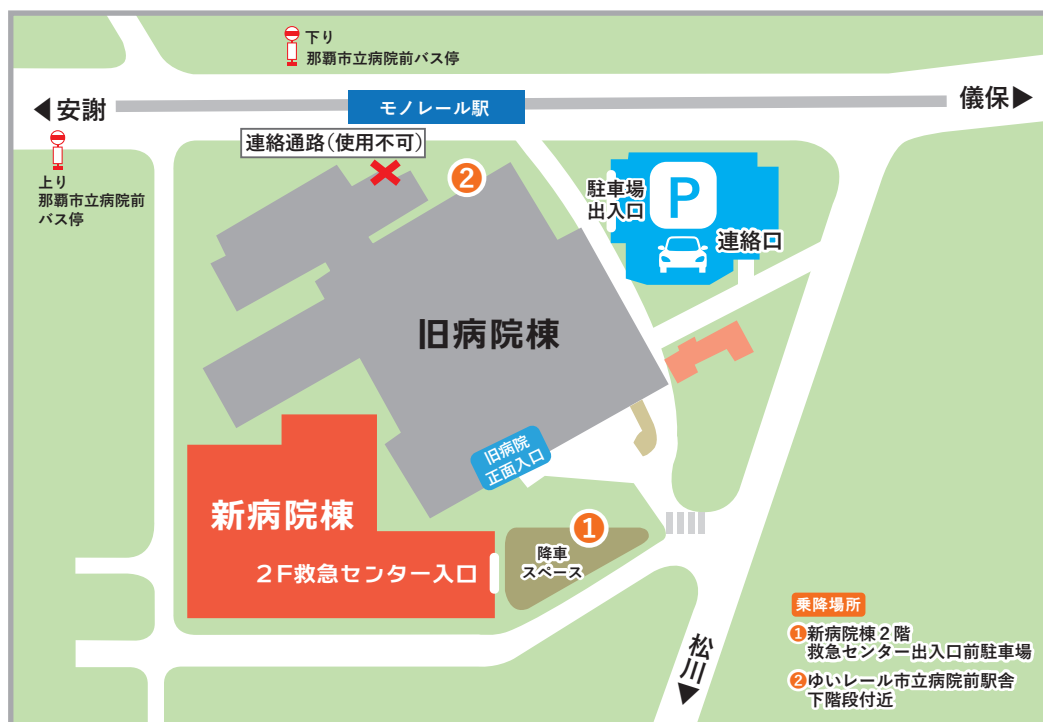 下り
那覇市立病院前バス停
◀安謝
モノレール駅
儀保▶
連絡通路(使用不可)
上り
那覇市立病院前
バス停
2
駐車場
出入口
P
連絡口
旧病院棟
旧病院
正面入口
新病院棟
2F救急センター入口
1
降車
スペース
松川▼
乗降場所
❶新病院棟2階
救急センター出入口前駐車場
❷ゆいレール市立病院前駅舎
下階段付近